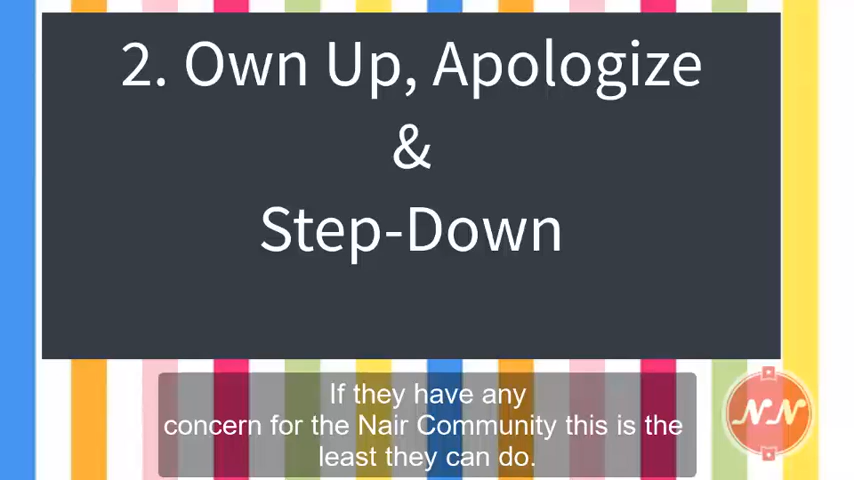 2. Own Up, Apologize
&
Step-Down
If they have any
concern for the Nair Community this is the
least they can do.
NN